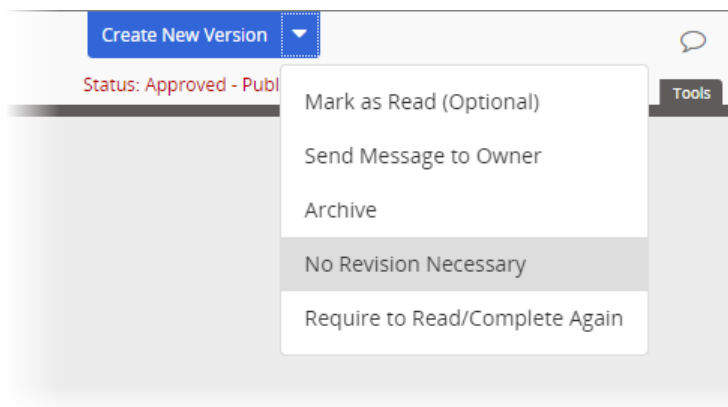 Create New Version
Status: Approved - Publ
Tools
Mark as Read (Optional)
Send Message to Owner
Archive
No Revision Necessary
Require to Read/Complete Again